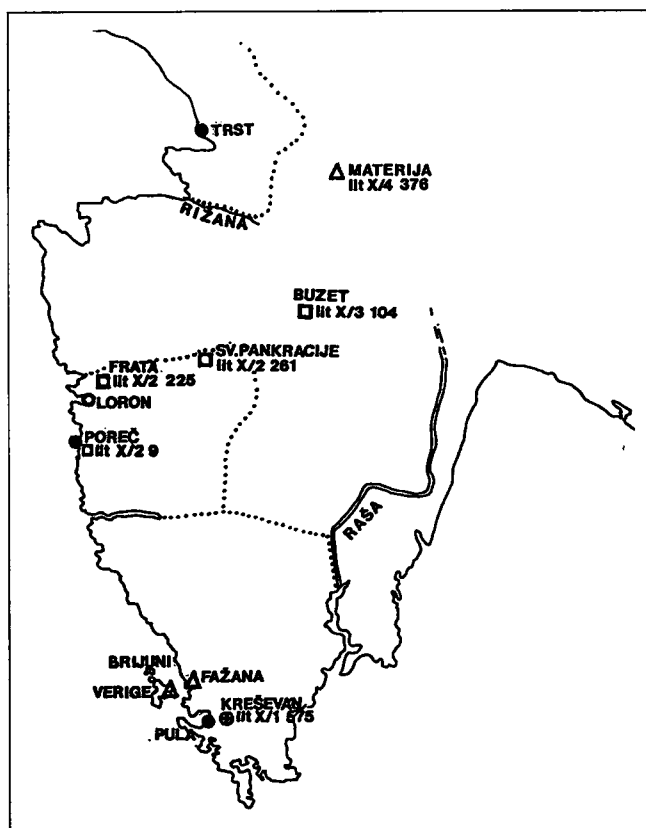 TRST
MATERIJA
lit X/4 376
RIŽANA
BUZET
lit X/3 104
SV.PANKRACIJE
lit X/2 261
FRATA
lit X/2 225
LORON
POREČ
lit X/2 9
RAŠA
BRIJUNI
FAŽANA
VERIGE
KREŠEVAN
lit X/1 575
PULA